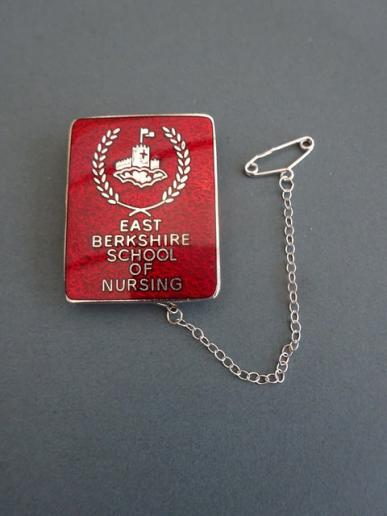 EAST
BERKSHIRE
SCHOOL
OF
NURSING